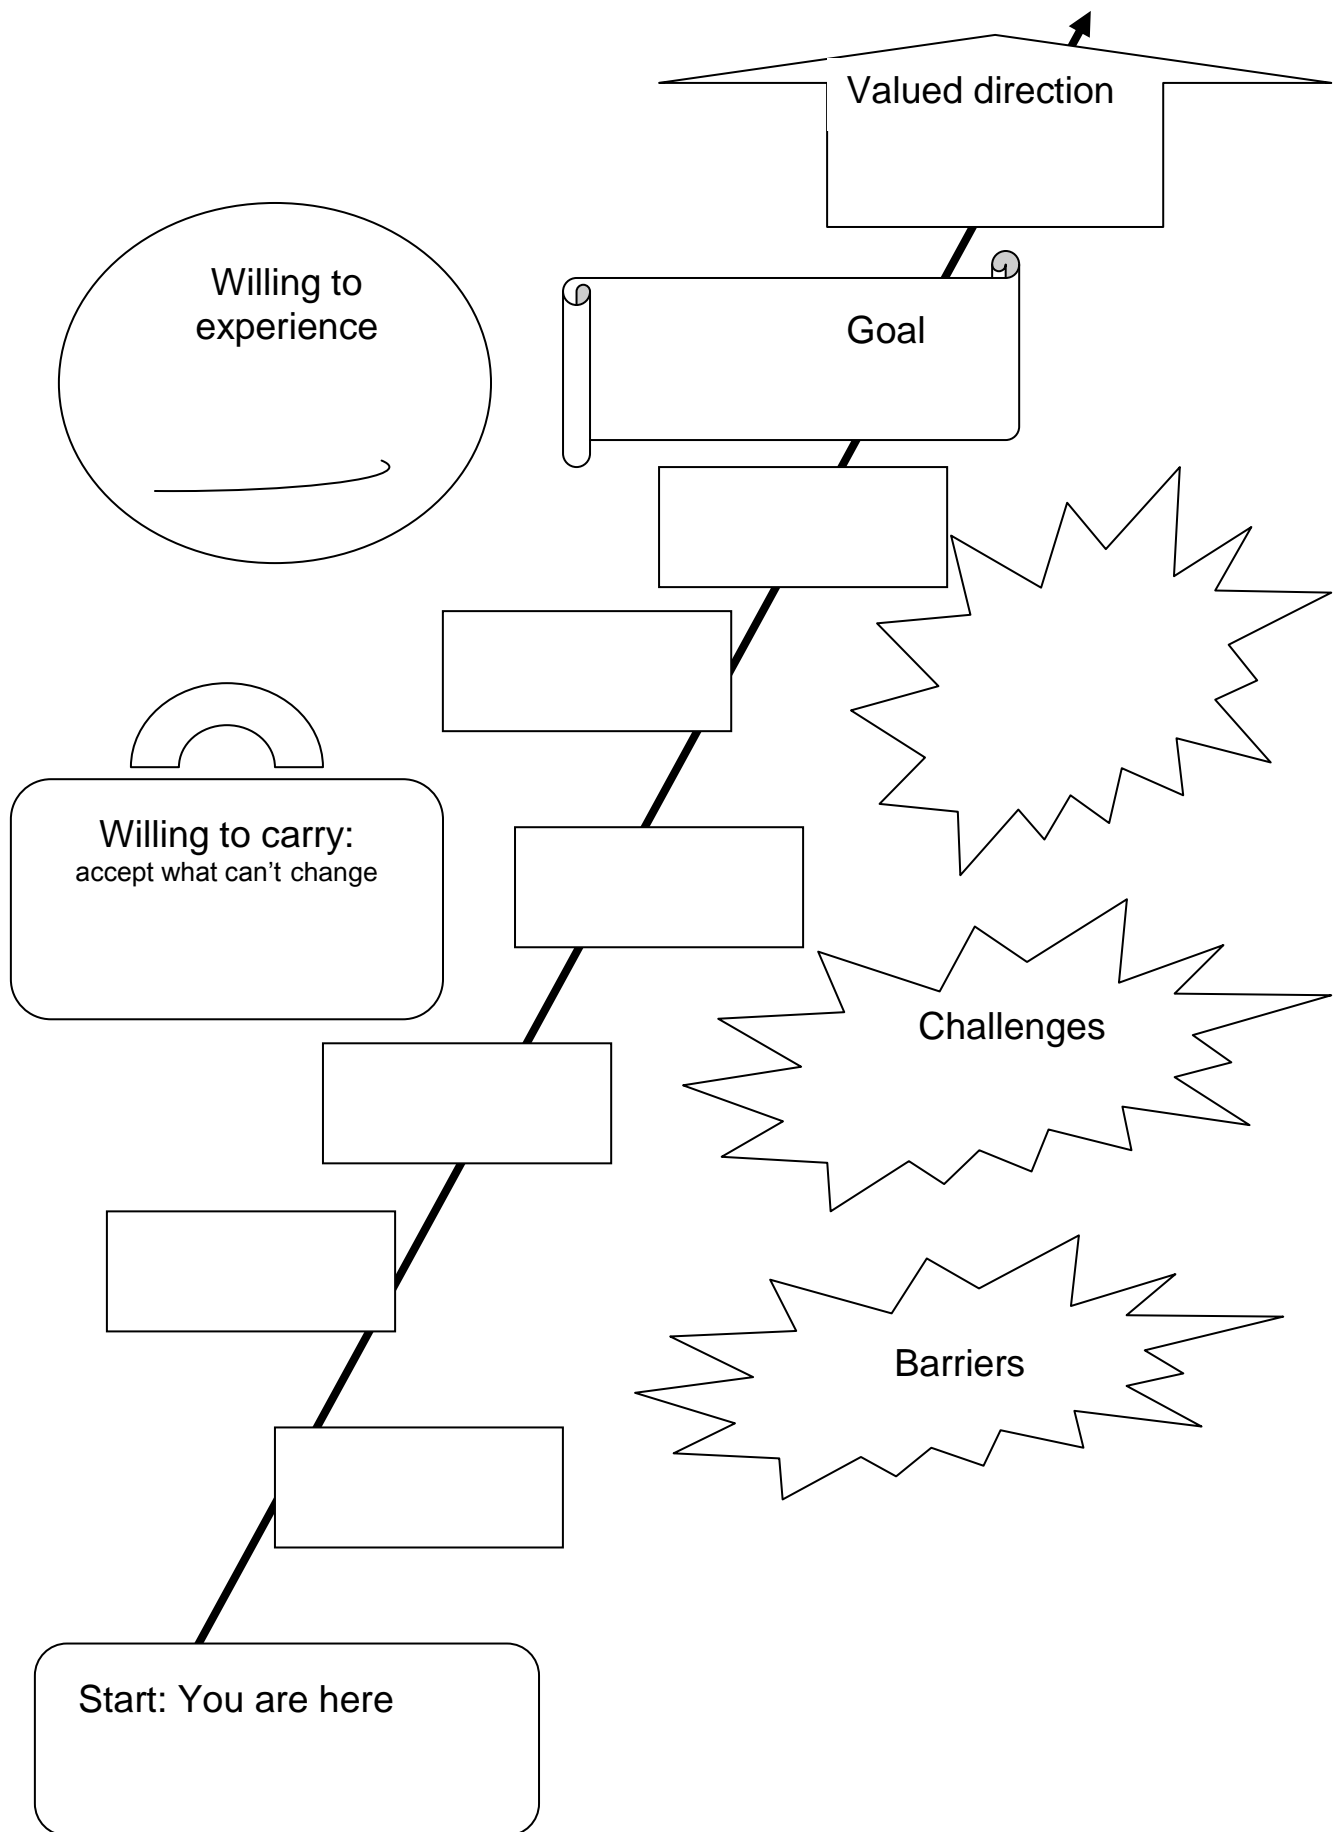 Valued direction
Willing to
experience
Goal
Willing to carry:
accept what can't change
Challenges
Barriers
Start: You are here